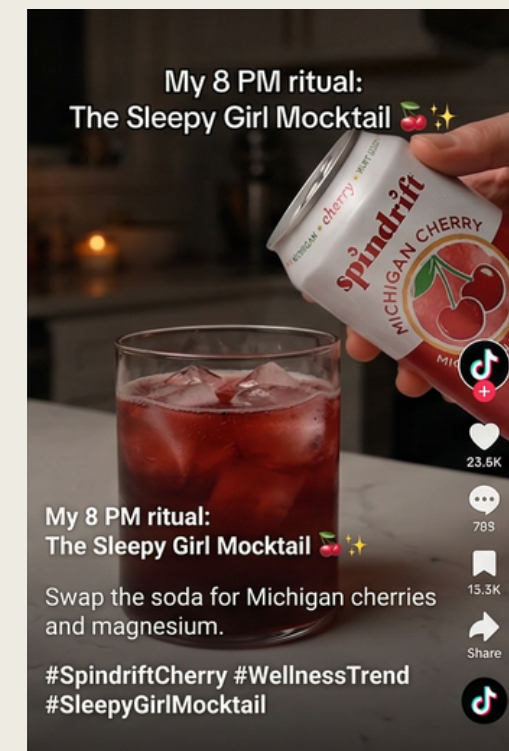 My 8 PM ritual:
The Sleepy Girl Mocktail 🍒✨
cherry
spindrift
MICHIGAN CHERRY
23.5K
789
15.3K
Share
My 8 PM ritual:
The Sleepy Girl Mocktail 🍒✨
Swap the soda for Michigan cherries
and magnesium.
#SpindriftCherry #WellnessTrend
#SleepyGirlMocktail